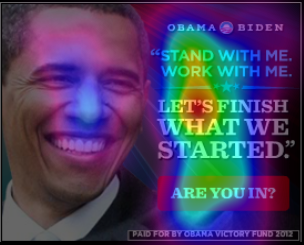 OBAMA BIDEN
“STAND WITH ME.
WORK WITH ME.
LET'S FINISH
WHAT WE
STARTED.”
ARE YOU IN?
PAID FOR BY OBAMA VICTORY FUND 2012